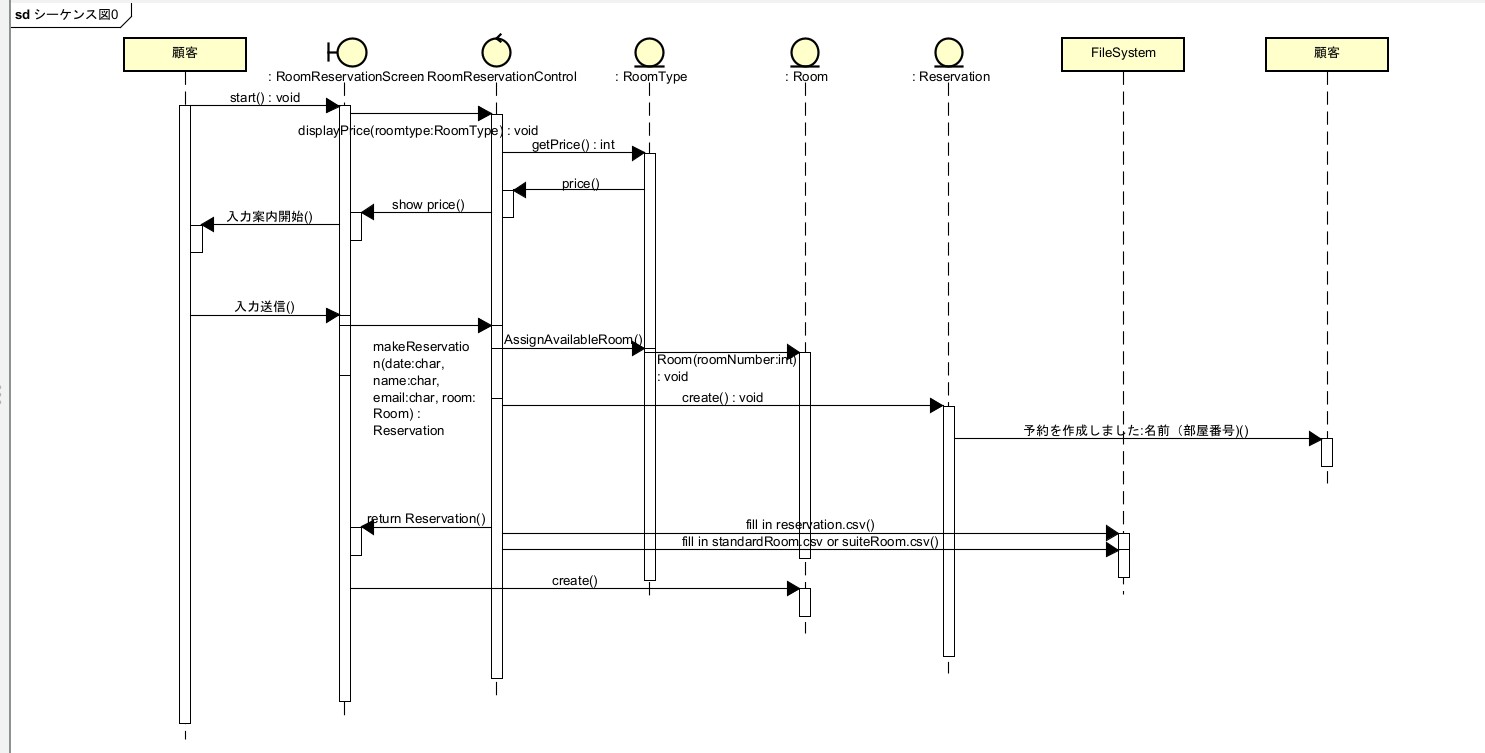 sd シーケンス図0
顧客
: RoomReservationScreen
RoomReservationControl
: RoomType
: Room
: Reservation
FileSystem
顧客
start() : void
displayPrice(roomtype:RoomType) : void
getPrice() : int
price()
show price()
入力案内開始()
入力送信()
AssignAvailableRoom()
makeReservatio
n(date:char,
name:char,
email:char, room:
Room) :
Reservation
Room(roomNumber:int)
: void
create() : void
予約を作成しました:名前（部屋番号)()
return Reservation()
fill in reservation.csv()
fill in standardRoom.csv or suiteRoom.csv()
create()